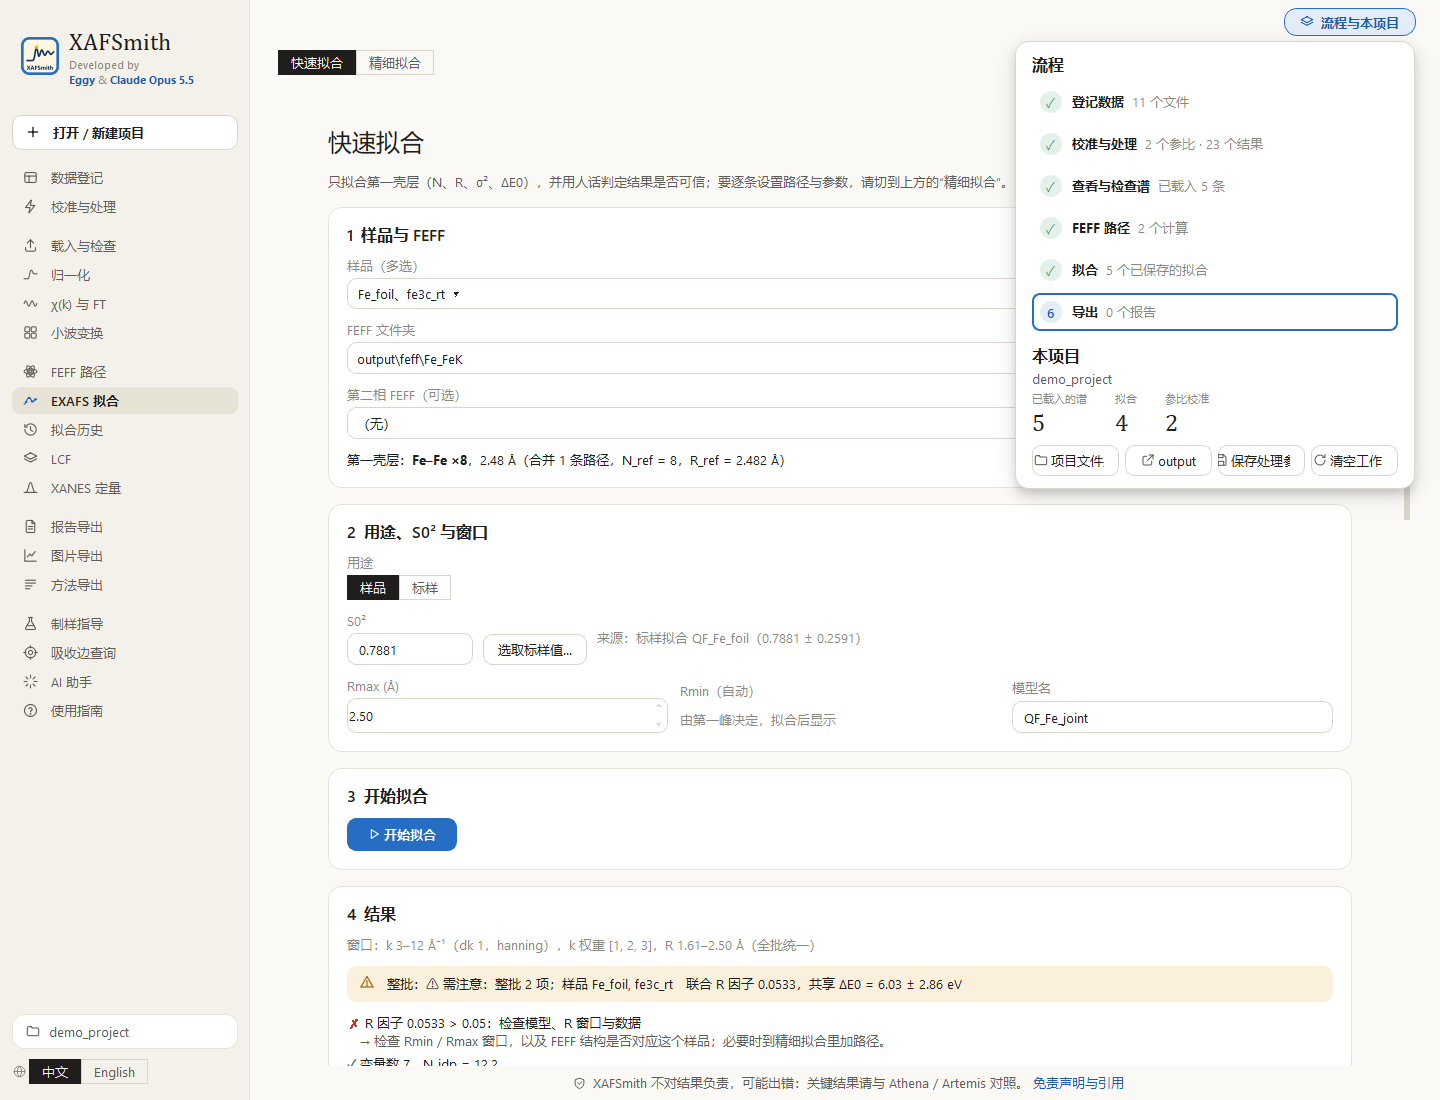 XAFSmith
Developed by
Eggy & Claude Opus 5.5
打开 / 新建项目
数据登记
校准与处理
载入与检查
归一化
χ(k) 与 FT
小波变换
FEFF 路径
EXAFS 拟合
拟合历史
LCF
XANES 定量
报告导出
图片导出
方法导出
制样指导
吸收边查询
AI 助手
使用指南
demo_project
中文 English
快速拟合 精细拟合
快速拟合
只拟合第一壳层（N、R、σ²、ΔE0），并用人话判定结果是否可信；要逐条设置路径与参数，请切到上方的“精细拟合”。
1 样品与 FEFF
样品（多选）
Fe_foil、fe3c_rt
FEFF 文件夹
output\feff\Fe_FeK
第二相 FEFF（可选）
（无）
第一壳层：Fe–Fe ×8，2.48 Å（合并 1 条路径，N_ref = 8，R_ref = 2.482 Å）
2 用途、S0² 与窗口
用途
样品 标样
S0²
0.7881 选取标样值... 来源：标样拟合 QF_Fe_foil（0.7881 ± 0.2591）
Rmax (Å) Rmin（自动） 模型名
2.50 由第一峰决定，拟合后显示 QF_Fe_joint
3 开始拟合
开始拟合
4 结果
窗口：k 3–12 Å⁻¹（dk 1，hanning），k 权重 [1, 2, 3]，R 1.61–2.50 Å（全批统一）
整批：⚠ 需注意：整批 2 项；样品 Fe_foil, fe3c_rt 联合 R 因子 0.0533，共享 ΔE0 = 6.03 ± 2.86 eV
✗ R 因子 0.0533 > 0.05：检查模型、R 窗口与数据
→ 检查 Rmin / Rmax 窗口，以及 FEFF 结构是否对应这个样品；必要时到精细拟合里加路径。
✓ 变量数 7，N_idp = 12.2
XAFSmith 不对结果负责，可能出错：关键结果请与 Athena / Artemis 对照。 免责声明与引用
流程与本项目
流程
✓ 登记数据 11 个文件
✓ 校准与处理 2 个参比 · 23 个结果
✓ 查看与检查谱 已载入 5 条
✓ FEFF 路径 2 个计算
✓ 拟合 5 个已保存的拟合
6 导出 0 个报告
本项目
demo_project
已载入的谱 拟合 参比校准
5 4 2
项目文件 output 保存处理参 清空工作